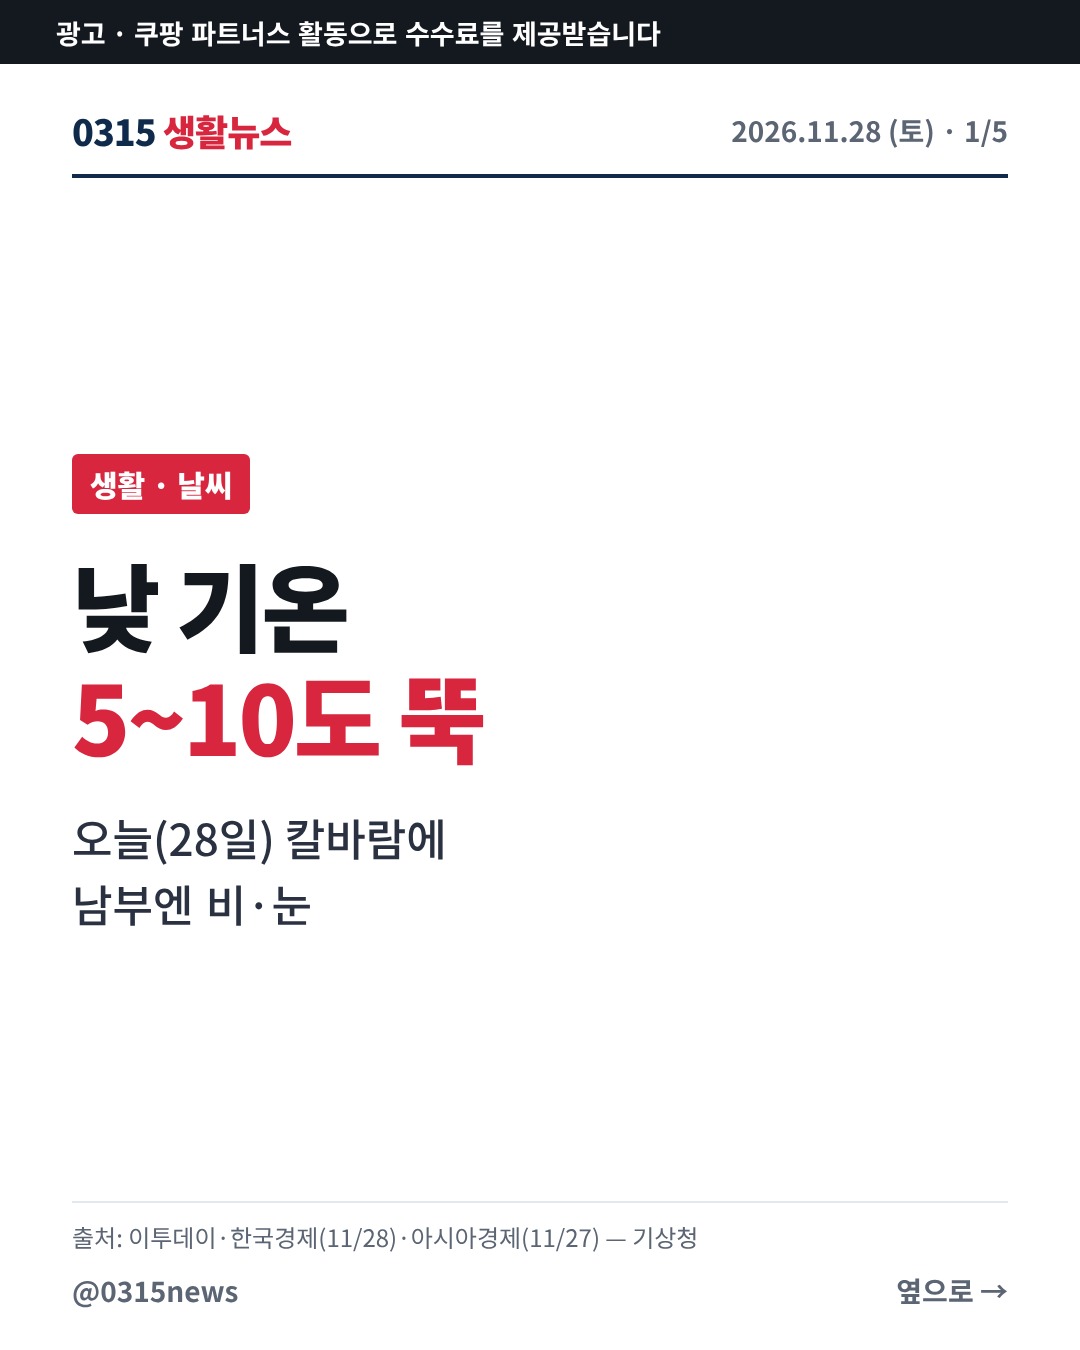 광고 · 쿠팡 파트너스 활동으로 수수료를 제공받습니다
0315 생활뉴스
2026.11.28 (토) · 1/5
생활 · 날씨
낮 기온
5~10도 뚝
오늘(28일) 칼바람에
남부엔 비·눈
출처: 이투데이·한국경제(11/28)·아시아경제(11/27) — 기상청
@0315news
옆으로 →